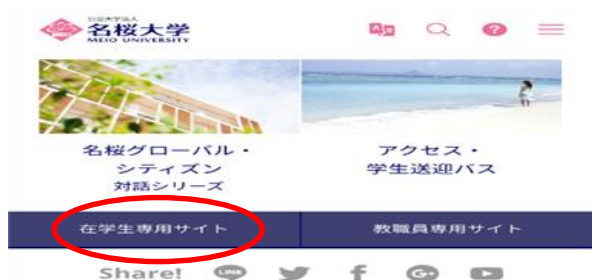 公立大学法人
名桜大学
MEIO UNIVERSITY
名桜グローバル・
シティズン
対話シリーズ
アクセス・
学生送迎バス
在学生専用サイト
教職員専用サイト
Share!
LINE
f
G+